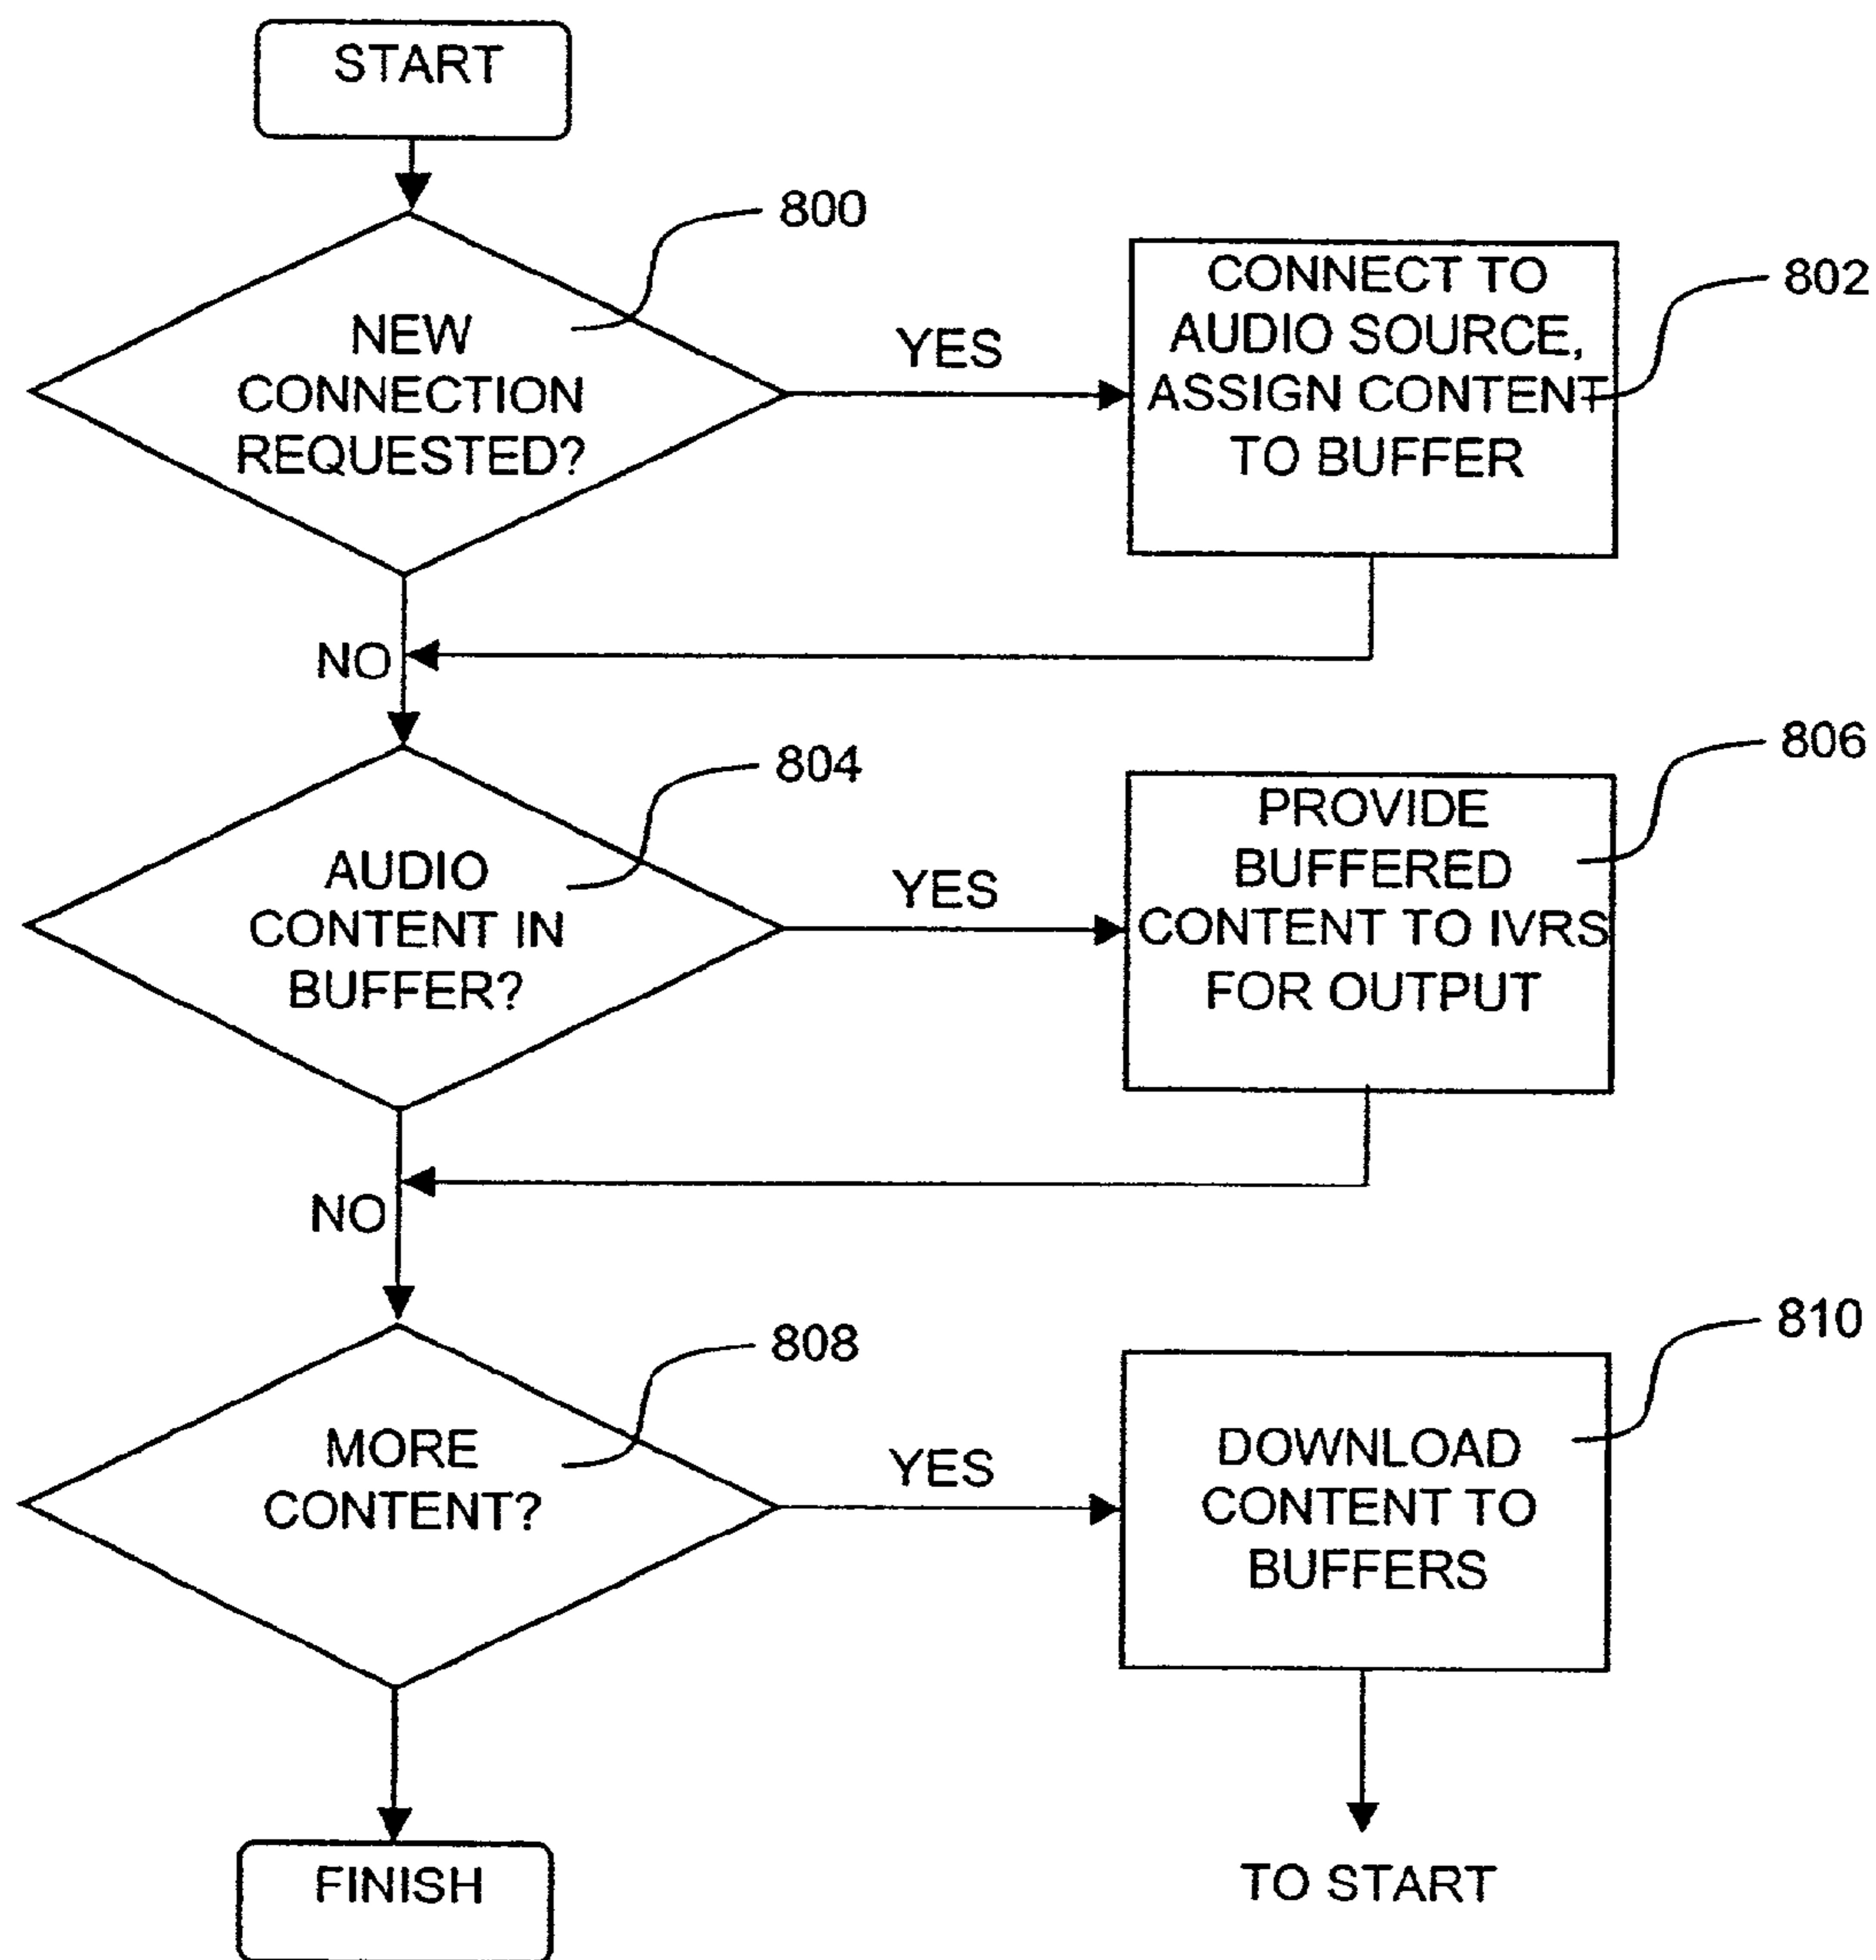 START
800
NEW
CONNECTION
REQUESTED?
YES
CONNECT TO
AUDIO SOURCE,
ASSIGN CONTENT
TO BUFFER
802
NO
804
AUDIO
CONTENT IN
BUFFER?
YES
PROVIDE
BUFFERED
CONTENT TO IVRS
FOR OUTPUT
806
NO
808
MORE
CONTENT?
YES
DOWNLOAD
CONTENT TO
BUFFERS
810
FINISH
TO START